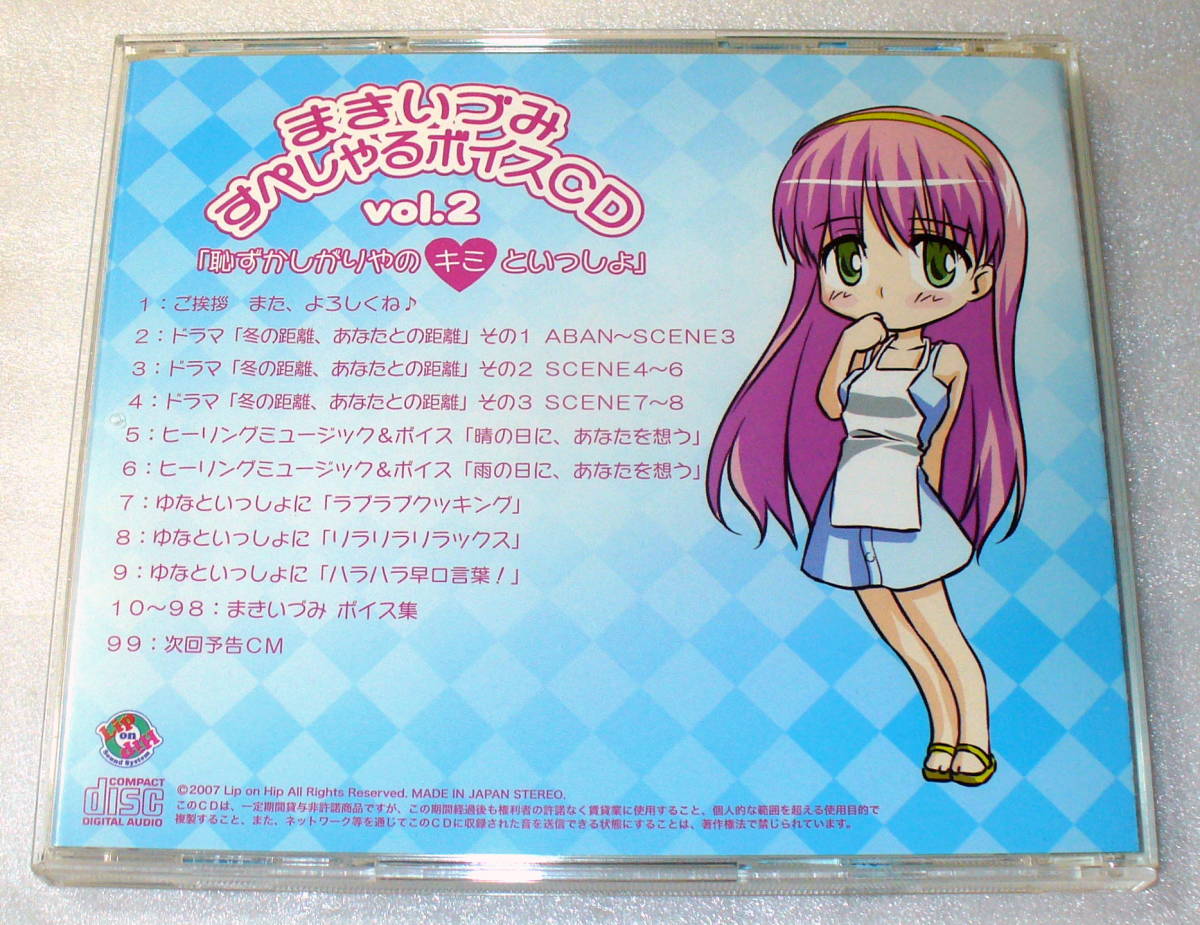 まきいづみ
すぺしゃるボイスCD
vol.2
「恥ずかしがりやの キミ といっしょ」
1：ご挨拶　また、よろしくね♪
2：ドラマ「冬の距離、あなたとの距離」その1 ABAN〜SCENE3
3：ドラマ「冬の距離、あなたとの距離」その2 SCENE4〜6
4：ドラマ「冬の距離、あなたとの距離」その3 SCENE7〜8
5：ヒーリングミュージック&ボイス「晴の日に、あなたを想う」
6：ヒーリングミュージック&ボイス「雨の日に、あなたを想う」
7：ゆなといっしょに「ラブラブクッキング」
8：ゆなといっしょに「リラリラリラックス」
9：ゆなといっしょに「ハラハラ早口言葉！」
10〜98：まきいづみ ボイス集
99：次回予告CM
Lip
on
Hip
Sound System
COMPACT
disc
DIGITAL AUDIO
©2007 Lip on Hip All Rights Reserved. MADE IN JAPAN STEREO.
このCDは、一定期間貸与非許諾商品ですが、この期間経過後も権利者の許諾なく賃貸業に使用すること、個人的な範囲を超える使用目的で
複製すること、また、ネットワーク等を通じてこのCDに収録された音を送信できる状態にすることは、著作権法で禁じられています。